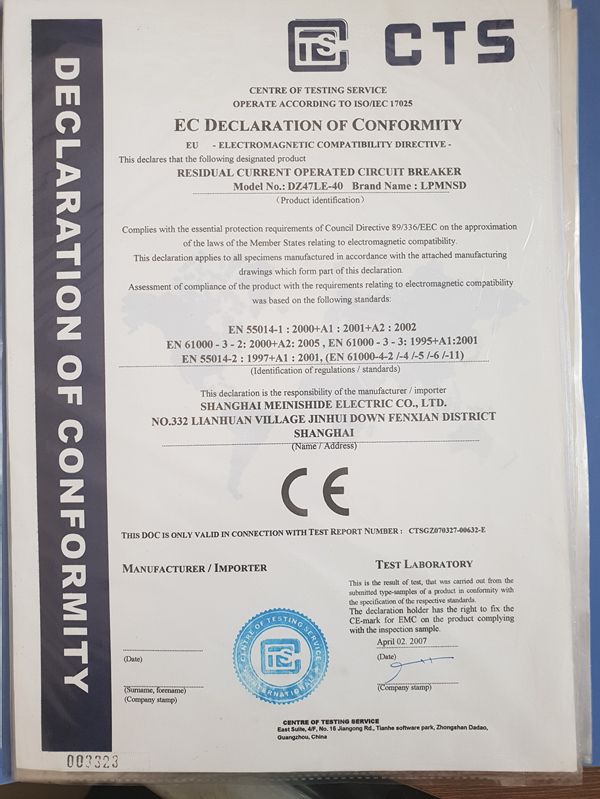 DECLARATION OF CONFORMITY
CTS
CTS
CENTRE OF TESTING SERVICE
OPERATE ACCORDING TO ISO/IEC 17025
EC DECLARATION OF CONFORMITY
EU - ELECTROMAGNETIC COMPATIBILITY DIRECTIVE -
This declares that the following designated product
RESIDUAL CURRENT OPERATED CIRCUIT BREAKER
Model No.: DZ47LE-40 Brand Name : LPMNSD
(Product identification)
Complies with the essential protection requirements of Council Directive 89/336/EEC on the approximation
of the laws of the Member States relating to electromagnetic compatibility.
This declaration applies to all specimens manufactured in accordance with the attached manufacturing
drawings which form part of this declaration.
Assessment of compliance of the product with the requirements relating to electromagnetic compatibility
was based on the following standards:
EN 55014-1 : 2000+A1 : 2001+A2 : 2002
EN 61000 - 3 - 2: 2000+A2: 2005 , EN 61000 - 3 - 3: 1995+A1:2001
EN 55014-2 : 1997+A1 : 2001, (EN 61000-4-2 /-4 /-5 /-6 /-11)
(Identification of regulations / standards)
This declaration is the responsibility of the manufacturer / importer
SHANGHAI MEINISHIDE ELECTRIC CO., LTD.
NO.332 LIANHUAN VILLAGE JINHUI DOWN FENXIAN DISTRICT
SHANGHAI
(Name / Address)
CE
THIS DOC IS ONLY VALID IN CONNECTION WITH TEST REPORT NUMBER : CTSGZ070327-00632-E
MANUFACTURER / IMPORTER
(Date)
(Surname, forename)
(Company stamp)
CENTRE OF TESTING SERVICE
CTS
INTERNATIONAL
TEST LABORATORY
This is the result of test, that was carried out from the
submitted type-samples of a product in conformity with
the specification of the respective standards.
The declaration holder has the right to fix the
CE-mark for EMC on the product complying
with the inspection sample.
April 02. 2007
(Date)
(Company stamp)
CENTRE OF TESTING SERVICE
East Suite, 4/F, No. 16 Jiangong Rd., Tianhe software park, Zhongshan Dadao,
Guangzhou, China
003323